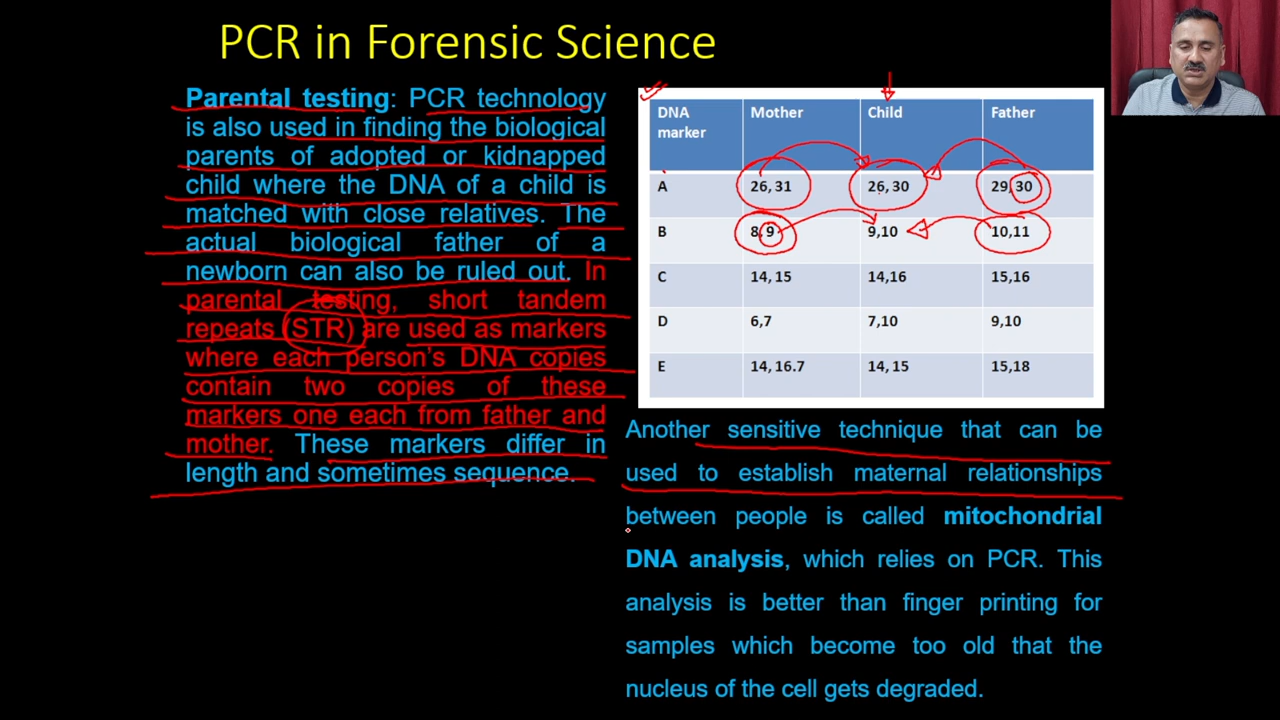 PCR in Forensic Science
Parental testing: PCR technology
is also used in finding the biological
parents of adopted or kidnapped
child where the DNA of a child is
matched with close relatives. The
actual biological father of a
newborn can also be ruled out. In
parental testing, short tandem
repeats (STR) are used as markers
where each person's DNA copies
contain two copies of these
markers one each from father and
mother. These markers differ in
length and sometimes sequence.
DNA marker Mother Child Father
A 26, 31 26, 30 29, 30
B 8, 9 9,10 10,11
C 14, 15 14,16 15,16
D 6,7 7,10 9,10
E 14, 16.7 14, 15 15,18
Another sensitive technique that can be
used to establish maternal relationships
between people is called mitochondrial
DNA analysis, which relies on PCR. This
analysis is better than finger printing for
samples which become too old that the
nucleus of the cell gets degraded.